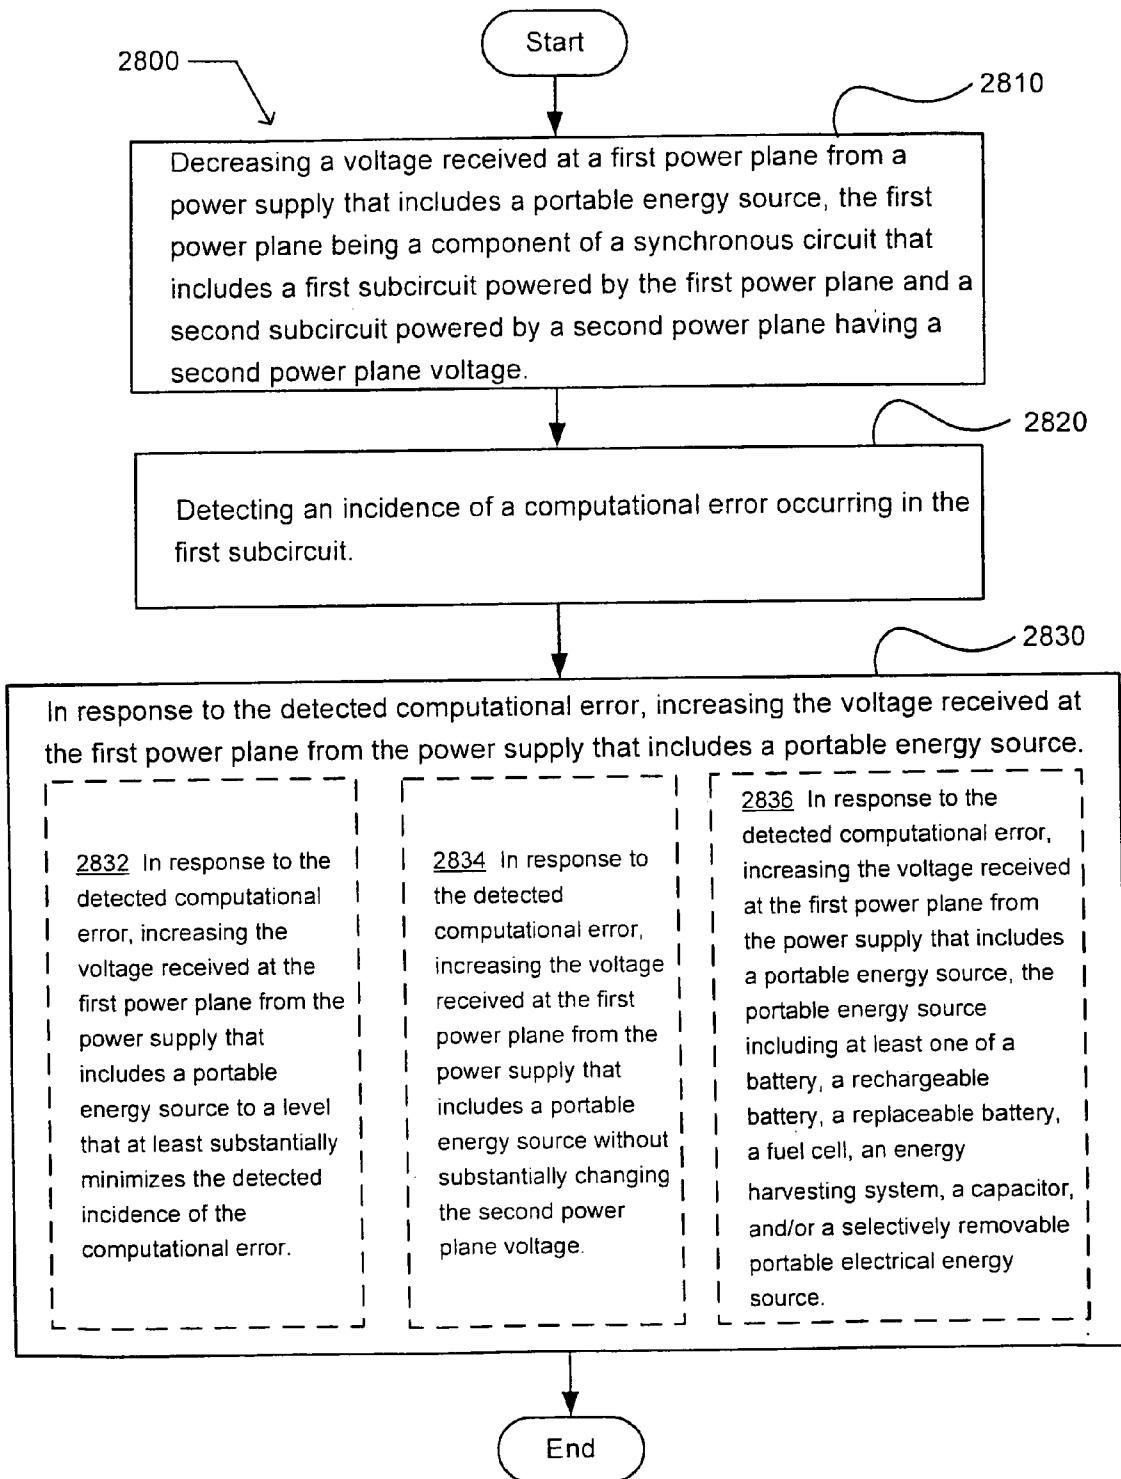 Start
2800
2810
Decreasing a voltage received at a first power plane from a
power supply that includes a portable energy source, the first
power plane being a component of a synchronous circuit that
includes a first subcircuit powered by the first power plane and a
second subcircuit powered by a second power plane having a
second power plane voltage.
2820
Detecting an incidence of a computational error occurring in the
first subcircuit.
2830
In response to the detected computational error, increasing the voltage received at
the first power plane from the power supply that includes a portable energy source.
2832 In response to the
detected computational
error, increasing the
voltage received at the
first power plane from the
power supply that
includes a portable
energy source to a level
that at least substantially
minimizes the detected
incidence of the
computational error.
2834 In response to
the detected
computational error,
increasing the voltage
received at the first
power plane from the
power supply that
includes a portable
energy source without
substantially changing
the second power
plane voltage.
2836 In response to the
detected computational error,
increasing the voltage received
at the first power plane from
the power supply that includes
a portable energy source, the
portable energy source
including at least one of a
battery, a rechargeable
battery, a replaceable battery,
a fuel cell, an energy
harvesting system, a capacitor,
and/or a selectively removable
portable electrical energy
source.
End